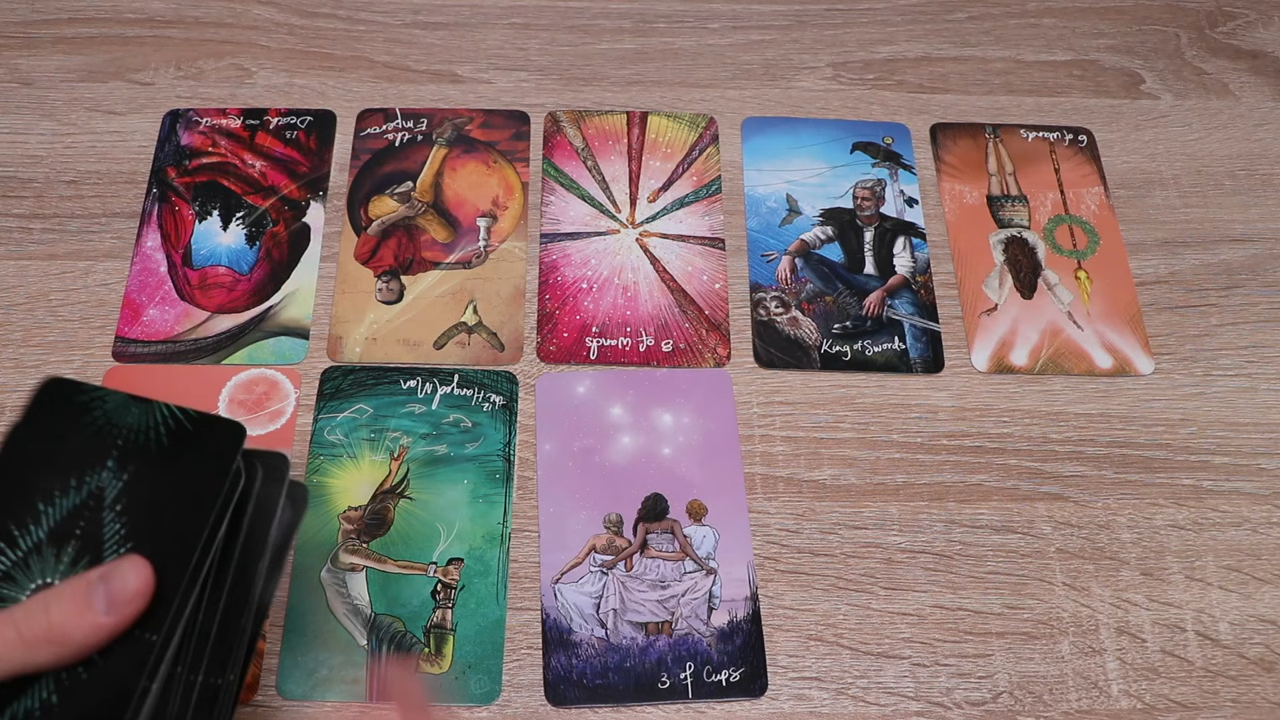 13.
Death ∞ Rebirth
4 the
Emperor
8 of wands
King of Swords
6 of wands
12
the Hanged Man
3 of Cups